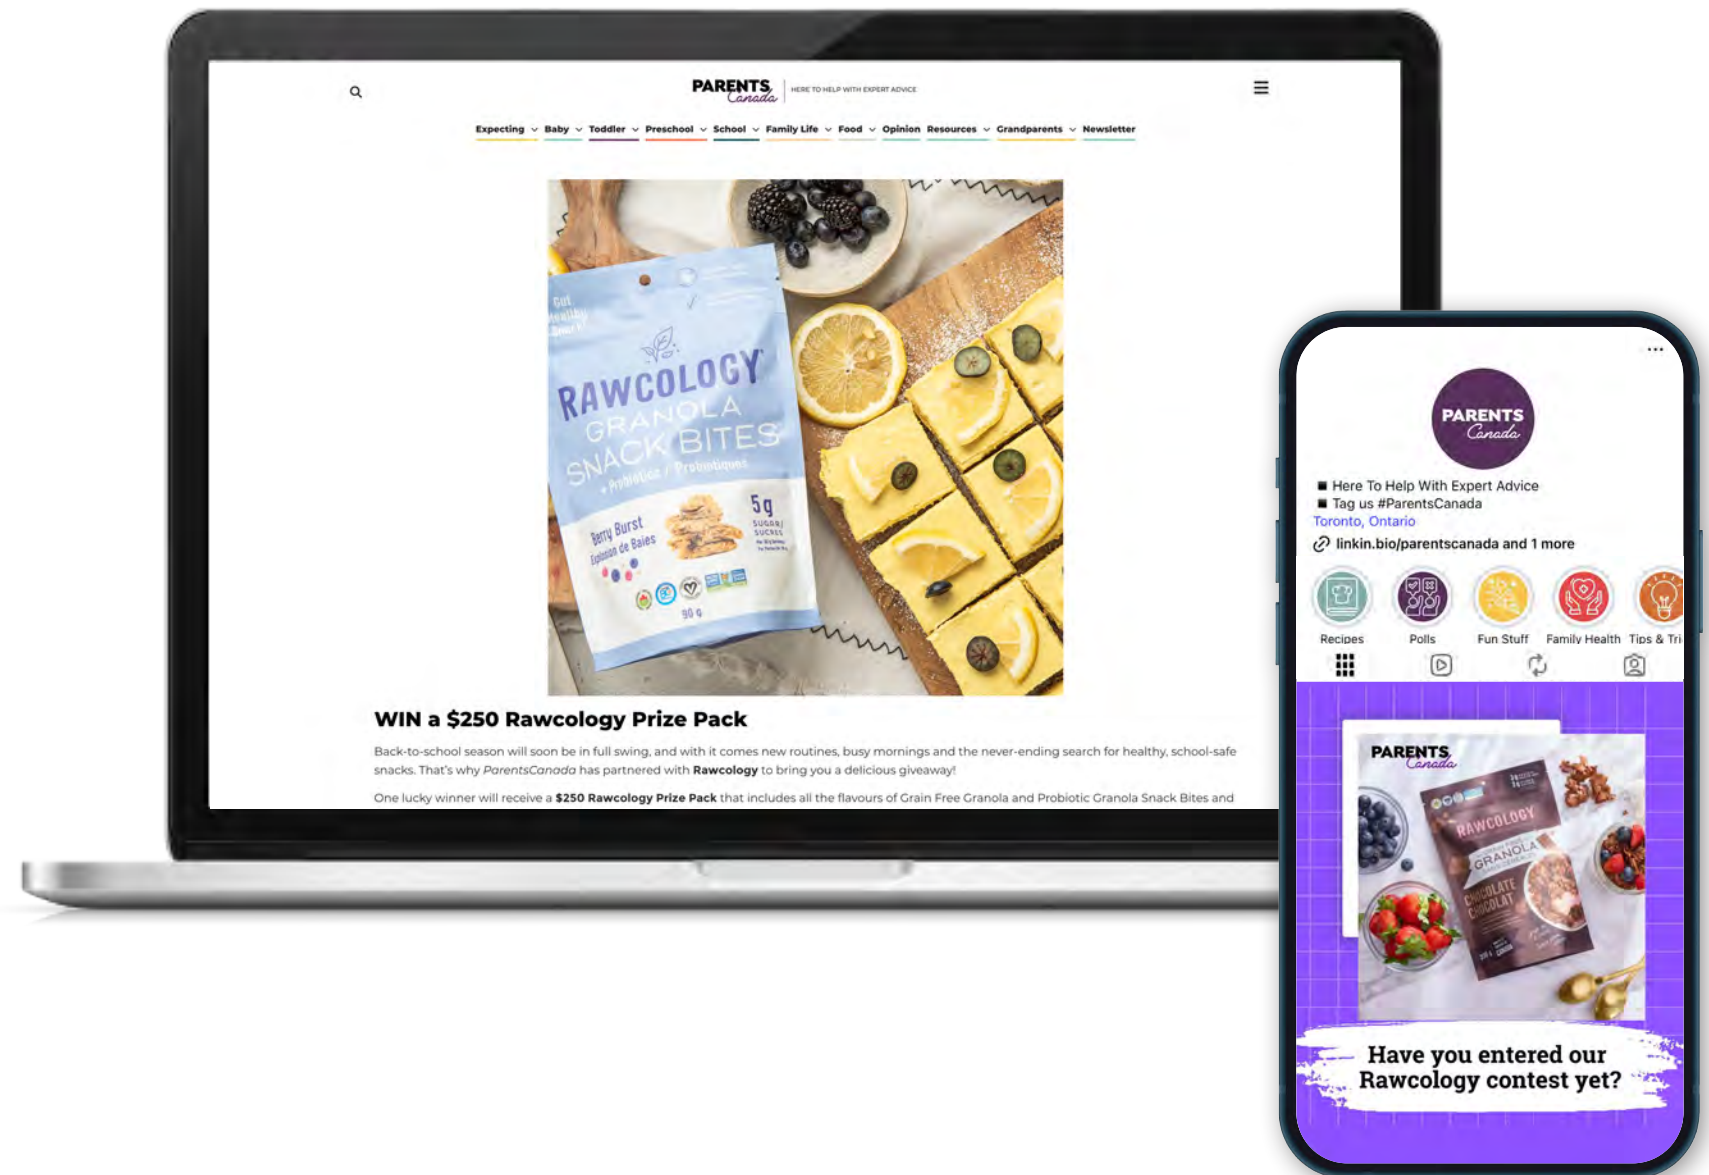 PARENTS
Canada
HERE TO HELP WITH EXPERT ADVICE
Expecting Baby Toddler Preschool School Family Life Food Opinion Resources Grandparents Newsletter
Gut
Healthy
Snack!
RAWCOLOGY
GRANOLA
SNACK BITES
+ Probiotics / Probiotiques
Berry Burst
Explosion de Baies
5g
SUGAR/
SUCRES
90 g
WIN a $250 Rawcology Prize Pack
Back-to-school season will soon be in full swing, and with it comes new routines, busy mornings and the never-ending search for healthy, school-safe
snacks. That's why ParentsCanada has partnered with Rawcology to bring you a delicious giveaway!
One lucky winner will receive a $250 Rawcology Prize Pack that includes all the flavours of Grain Free Granola and Probiotic Granola Snack Bites and
PARENTS
Canada
Here To Help With Expert Advice
Tag us #ParentsCanada
Toronto, Ontario
linkin.bio/parentscanada and 1 more
Recipes Polls Fun Stuff Family Health Tips & Tri
PARENTS
Canada
RAWCOLOGY
GRANOLA
CHOCOLATE
CHOCOLAT
Have you entered our
Rawcology contest yet?